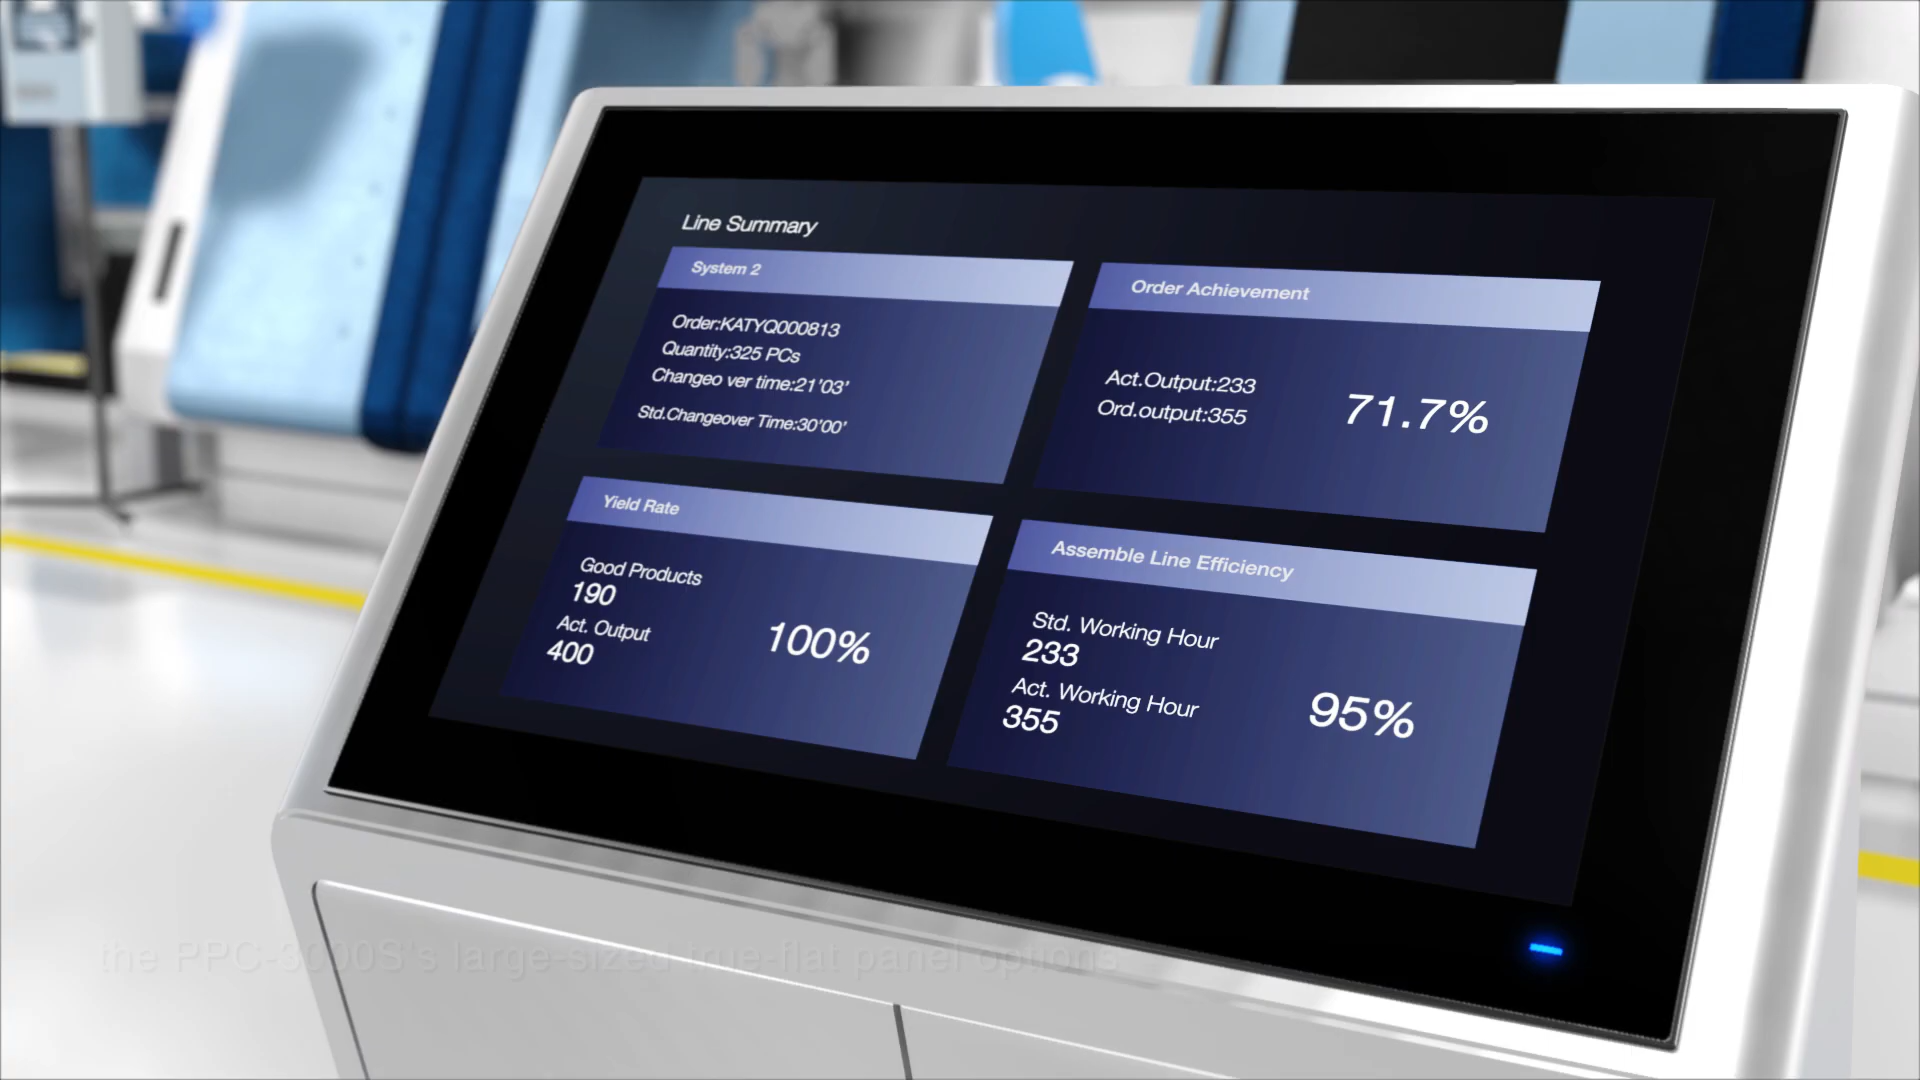 Line Summary
System 2
Order:KATYQ000813
Quantity:325 PCs
Changeo ver time:21'03'
Std.Changeover Time:30'00'
Order Achievement
Act.Output:233
Ord.output:355
71.7%
Yield Rate
Good Products
190
Act. Output
400
100%
Assemble Line Efficiency
Std. Working Hour
233
Act. Working Hour
355
95%
the PPC-3000S's large-sized true-flat panel options